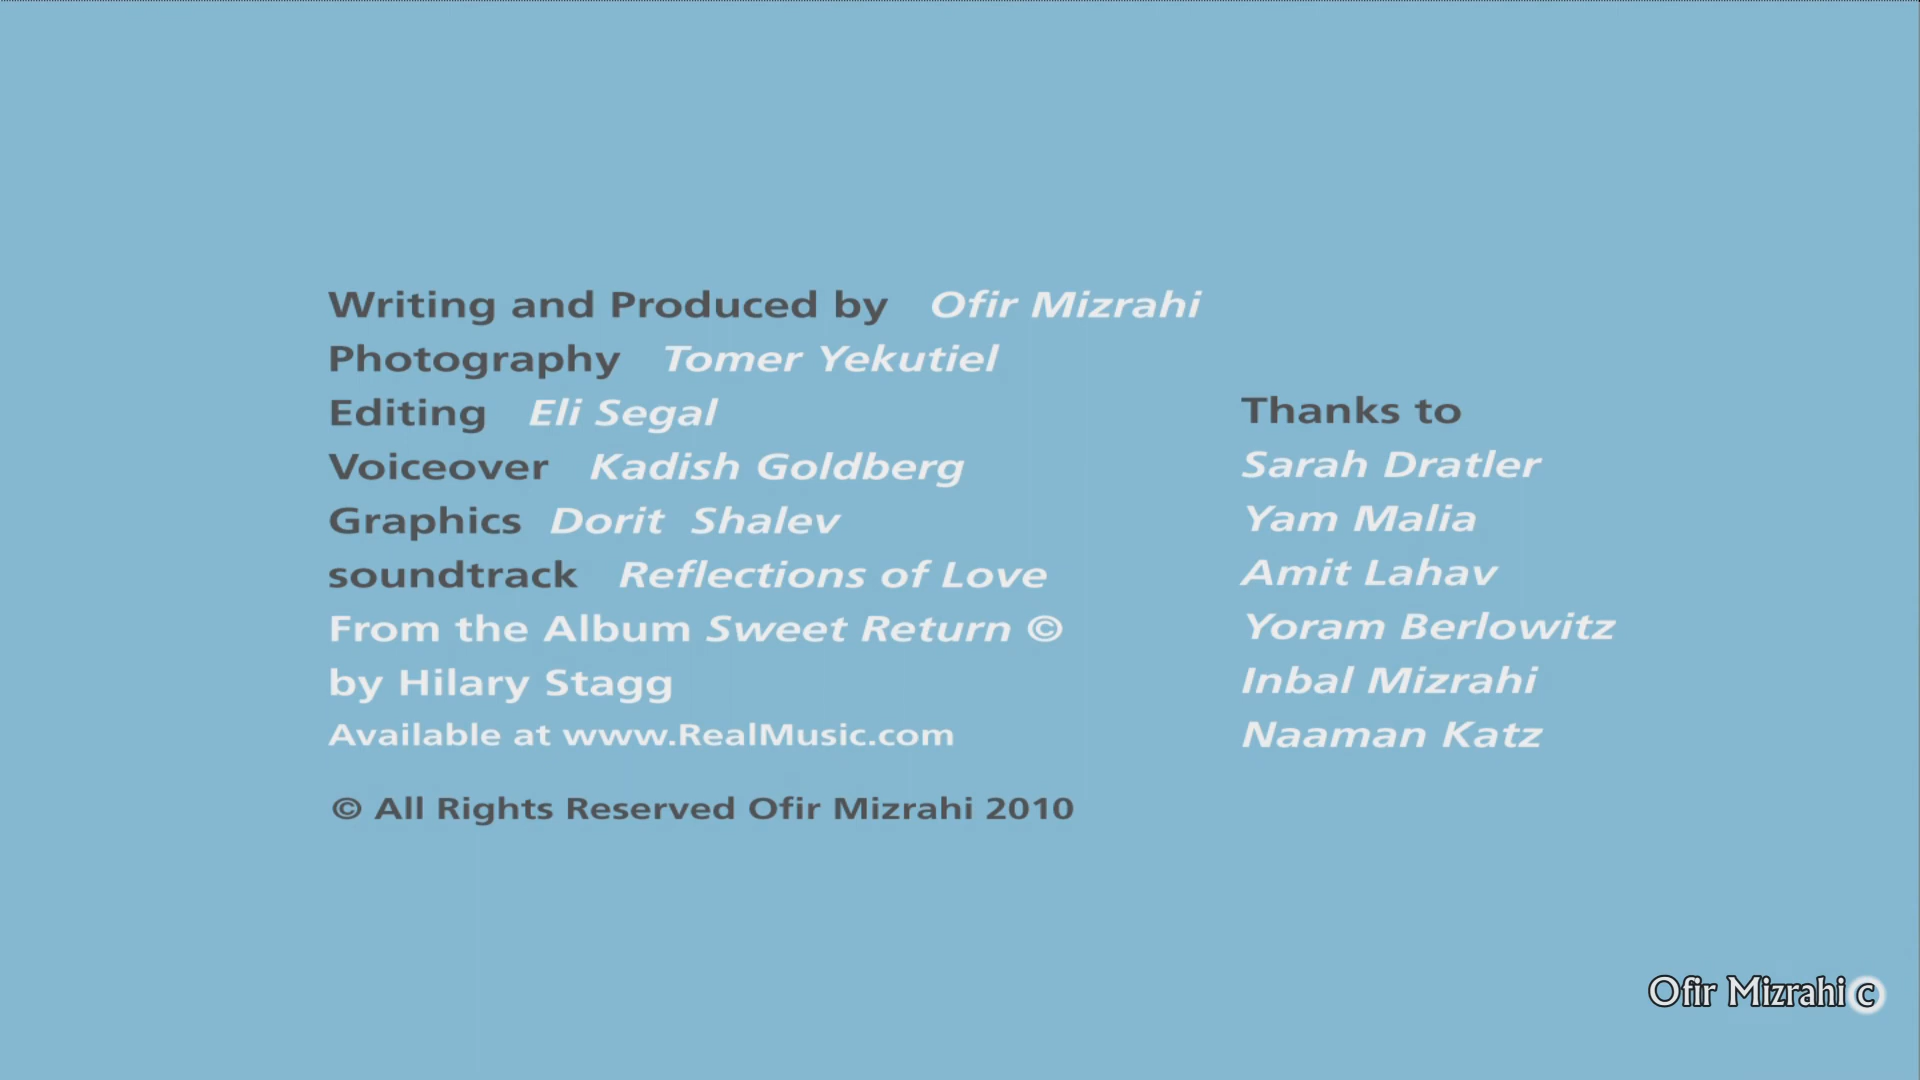 Writing and Produced by Ofir Mizrahi
Photography Tomer Yekutiel
Editing Eli Segal
Voiceover Kadish Goldberg
Graphics Dorit Shalev
soundtrack Reflections of Love
From the Album Sweet Return ©
by Hilary Stagg
Available at www.RealMusic.com
© All Rights Reserved Ofir Mizrahi 2010
Thanks to
Sarah Dratler
Yam Malia
Amit Lahav
Yoram Berlowitz
Inbal Mizrahi
Naaman Katz
Ofir Mizrahi c